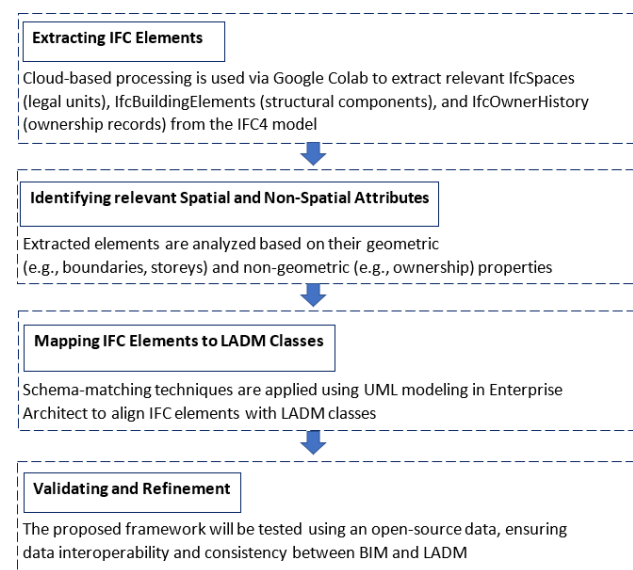 Extracting IFC Elements
Cloud-based processing is used via Google Colab to extract relevant IfcSpaces
(legal units), IfcBuildingElements (structural components), and IfcOwnerHistory
(ownership records) from the IFC4 model
Identifying relevant Spatial and Non-Spatial Attributes
Extracted elements are analyzed based on their geometric
(e.g., boundaries, storeys) and non-geometric (e.g., ownership) properties
Mapping IFC Elements to LADM Classes
Schema-matching techniques are applied using UML modeling in Enterprise
Architect to align IFC elements with LADM classes
Validating and Refinement
The proposed framework will be tested using an open-source data, ensuring
data interoperability and consistency between BIM and LADM